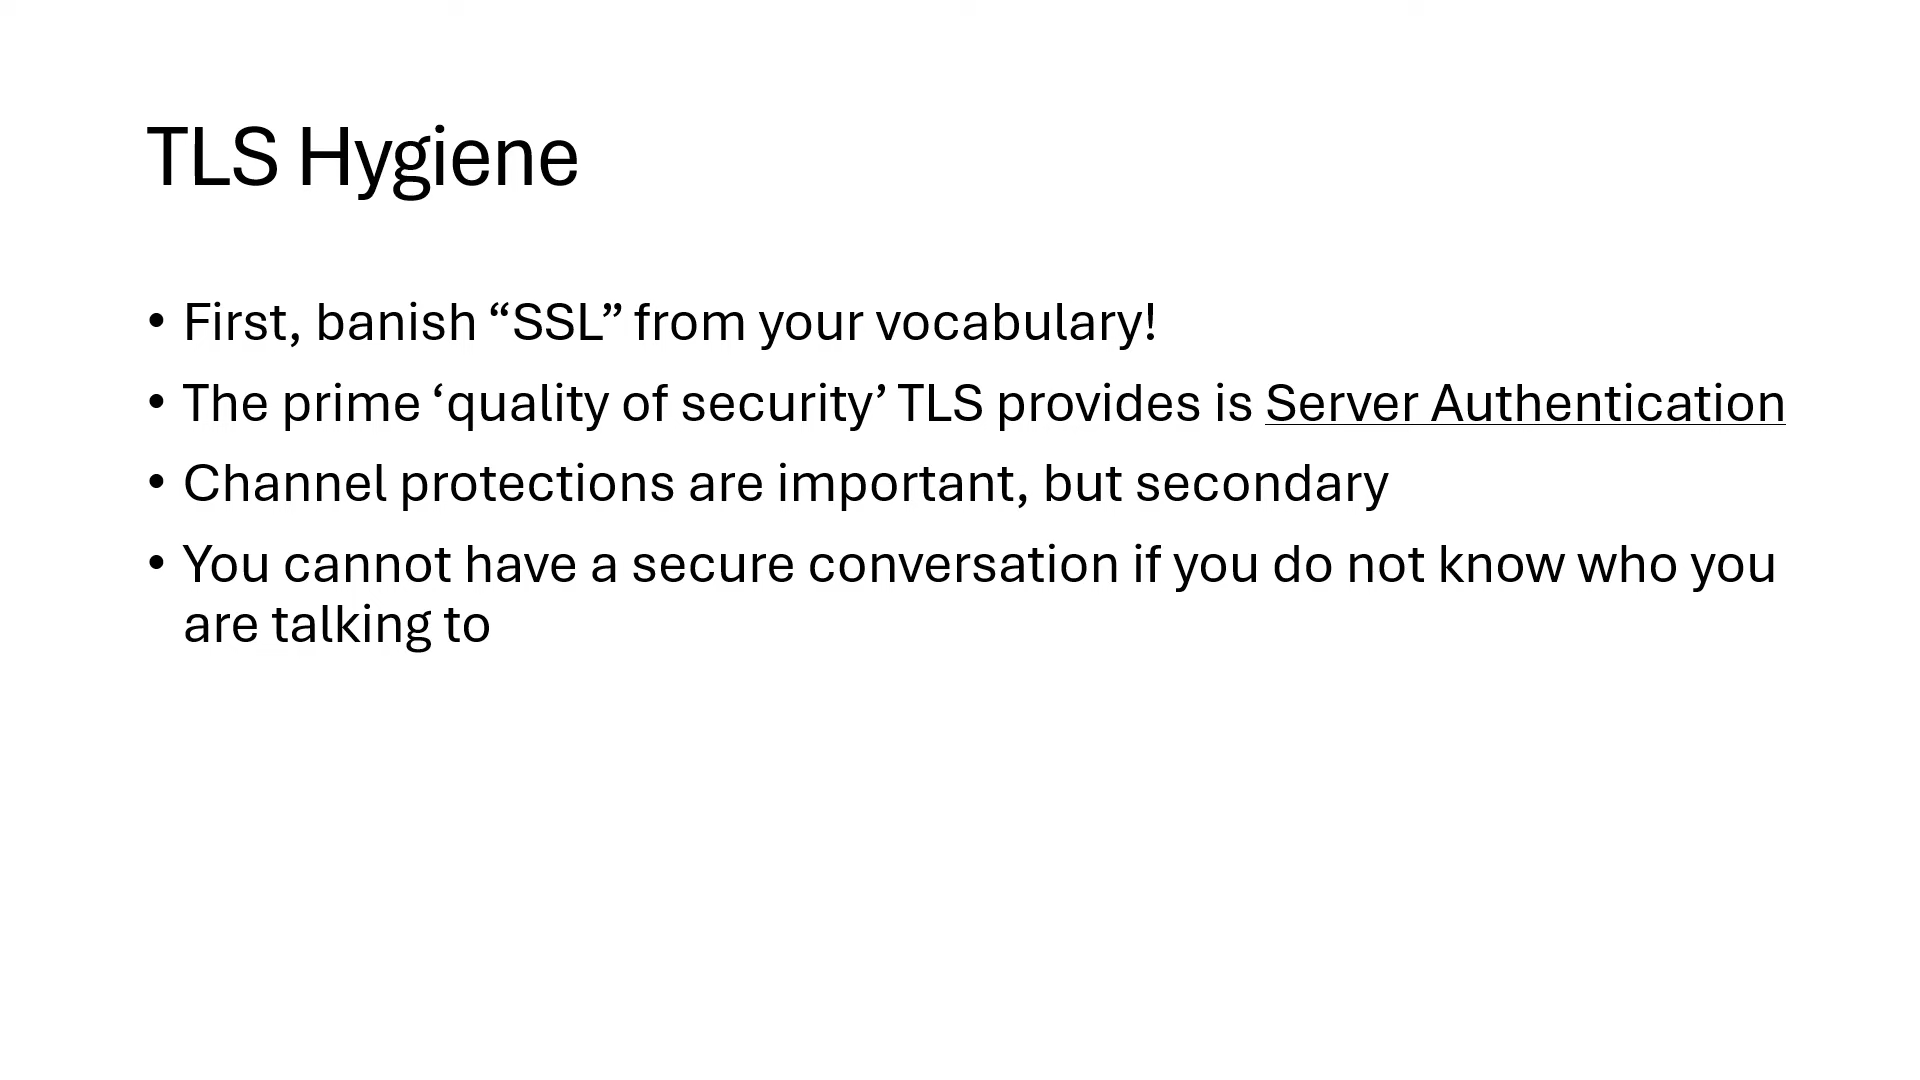 TLS Hygiene
• First, banish “SSL” from your vocabulary!
• The prime ‘quality of security’ TLS provides is Server Authentication
• Channel protections are important, but secondary
• You cannot have a secure conversation if you do not know who you
are talking to